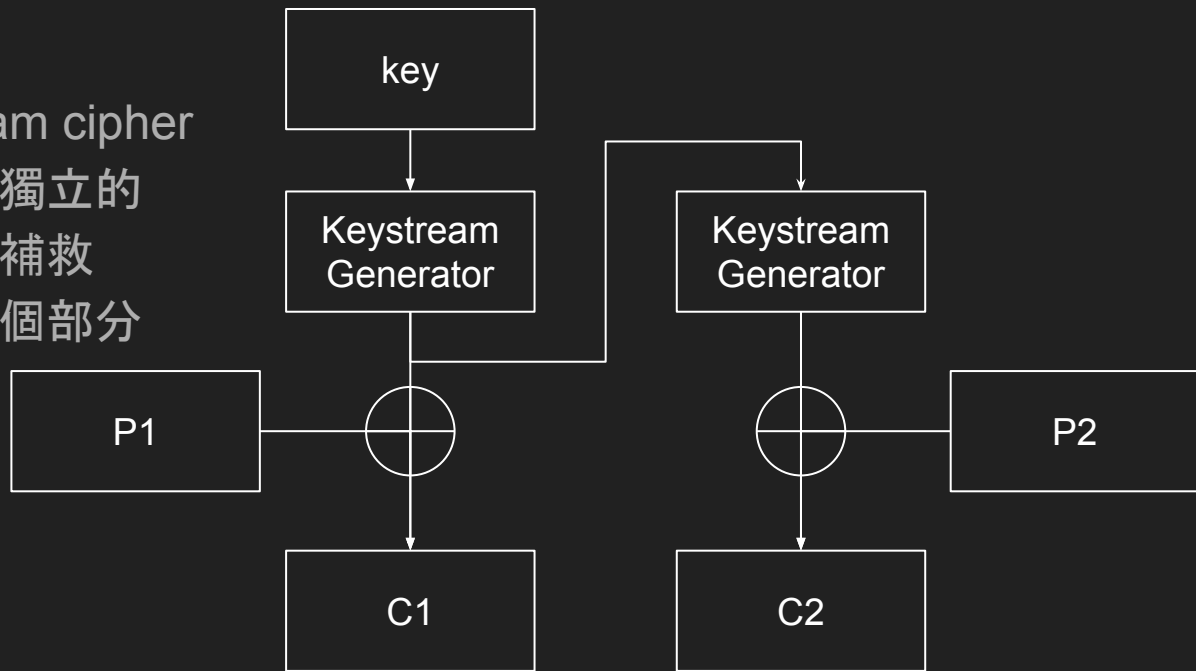 key
am cipher
獨立的
補救
個部分
Keystream
Generator
Keystream
Generator
P1
P2
C1
C2